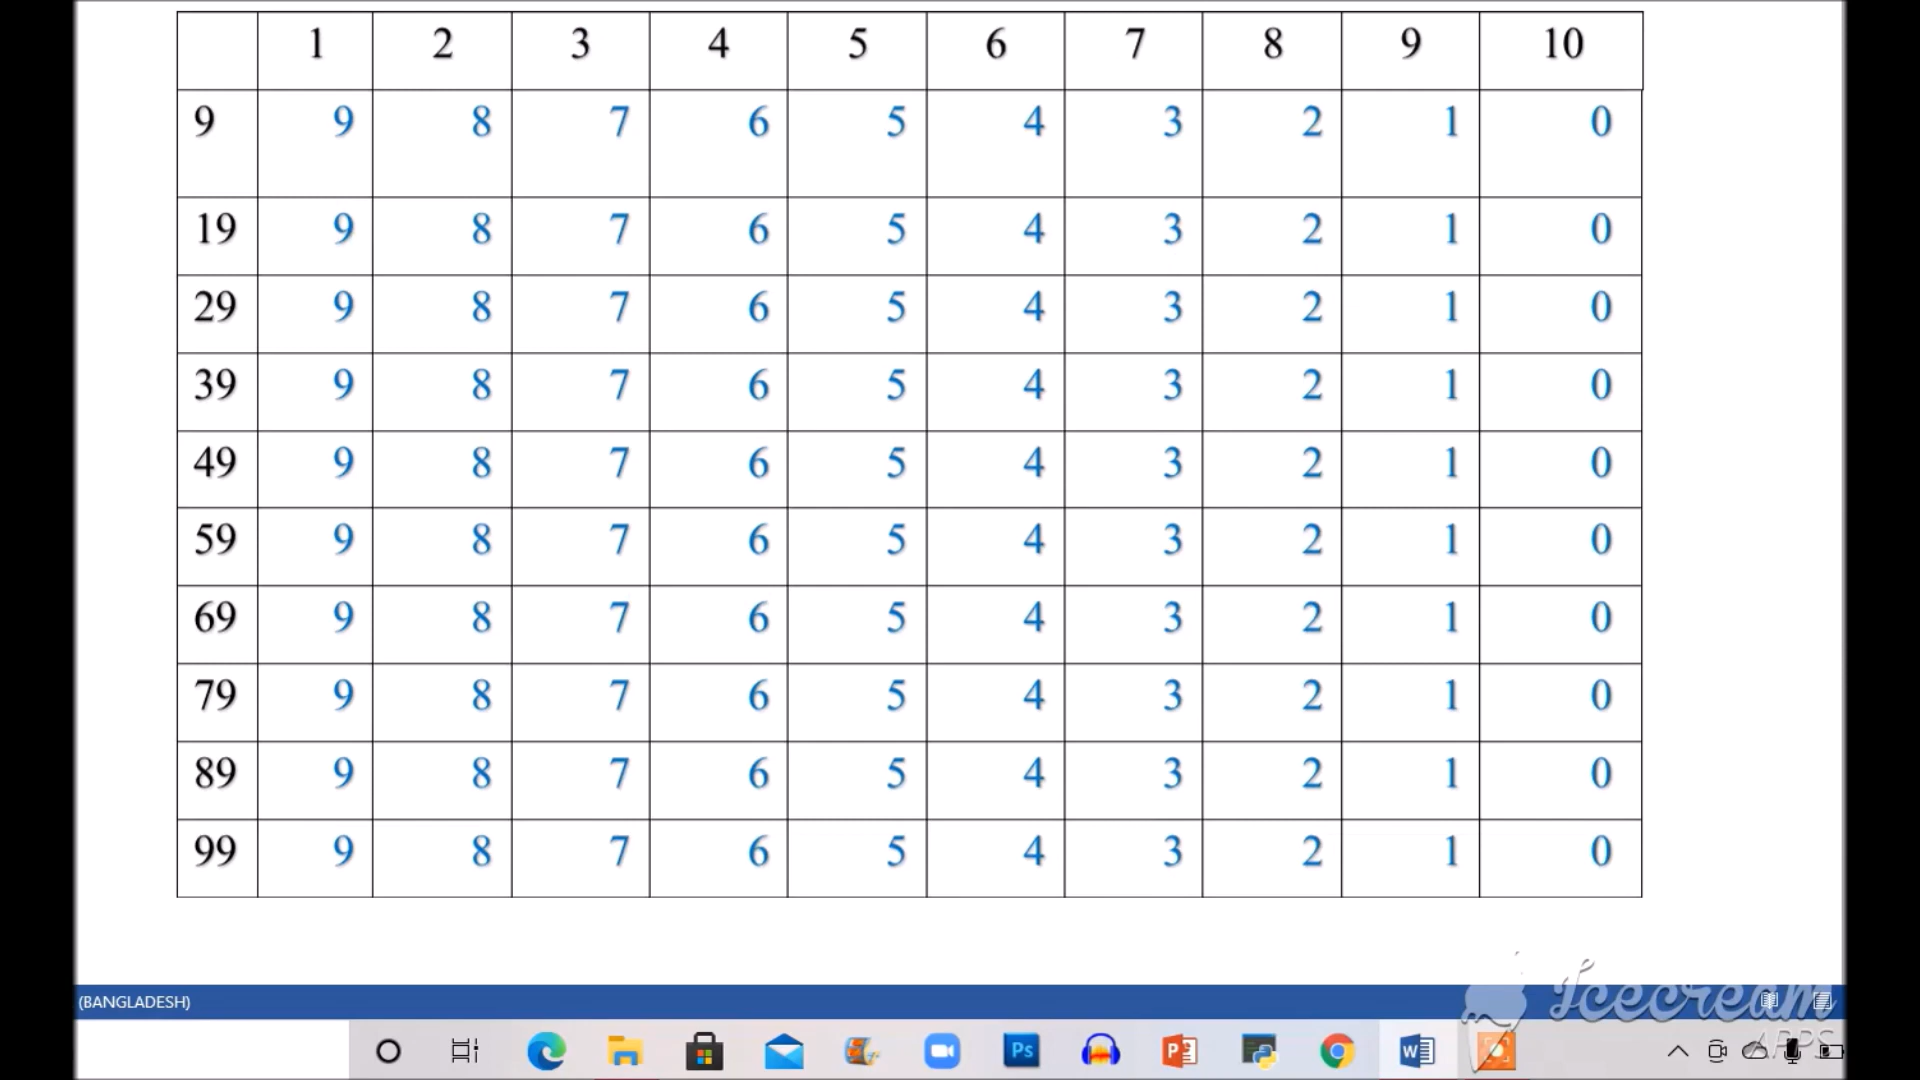 1 2 3 4 5 6 7 8 9 10
9 9 8 7 6 5 4 3 2 1 0
19 9 8 7 6 5 4 3 2 1 0
29 9 8 7 6 5 4 3 2 1 0
39 9 8 7 6 5 4 3 2 1 0
49 9 8 7 6 5 4 3 2 1 0
59 9 8 7 6 5 4 3 2 1 0
69 9 8 7 6 5 4 3 2 1 0
79 9 8 7 6 5 4 3 2 1 0
89 9 8 7 6 5 4 3 2 1 0
99 9 8 7 6 5 4 3 2 1 0
(BANGLADESH)
Icecream
APPS
Ps